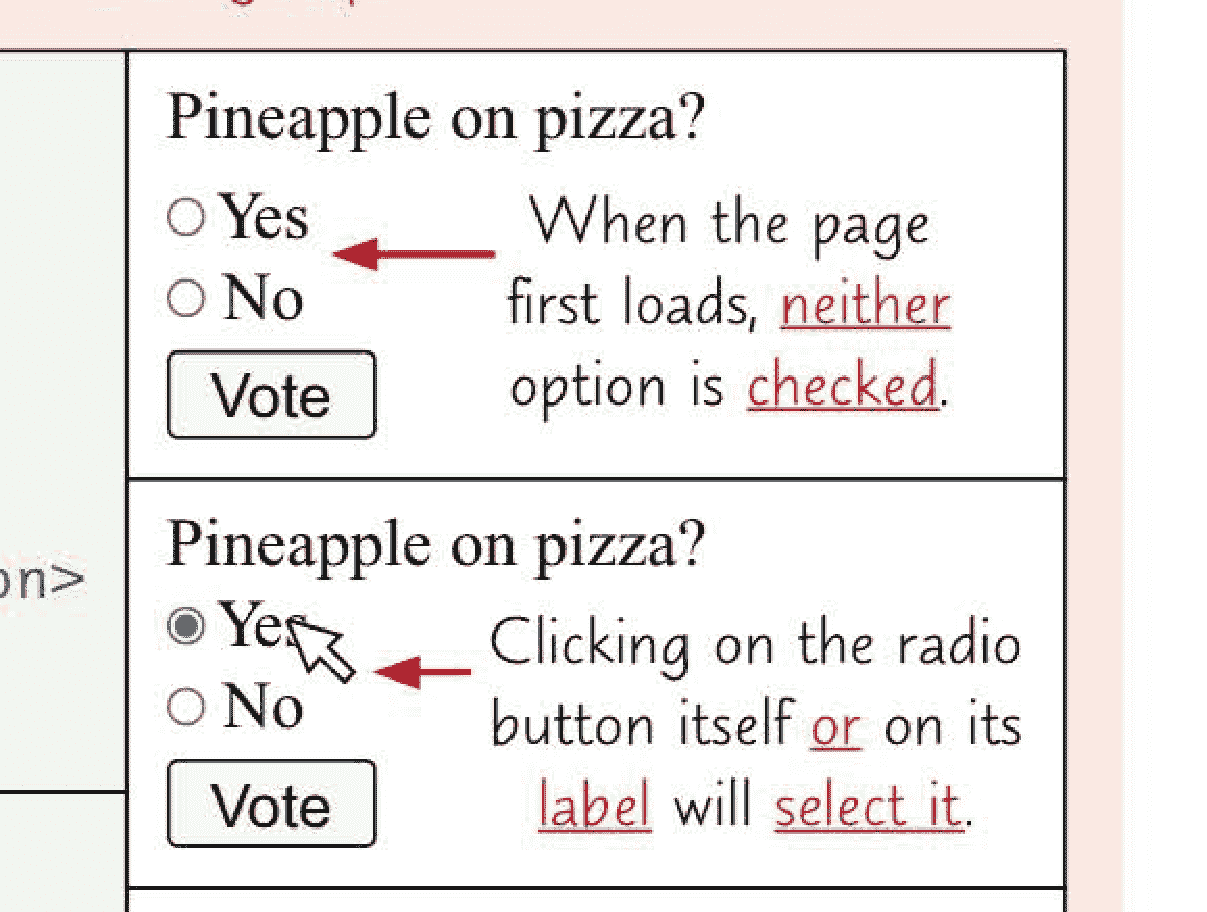 Pineapple on pizza?
Yes
No
Vote
When the page
first loads, neither
option is checked.
on>
Pineapple on pizza?
Yes
No
Vote
Clicking on the radio
button itself or on its
label will select it.